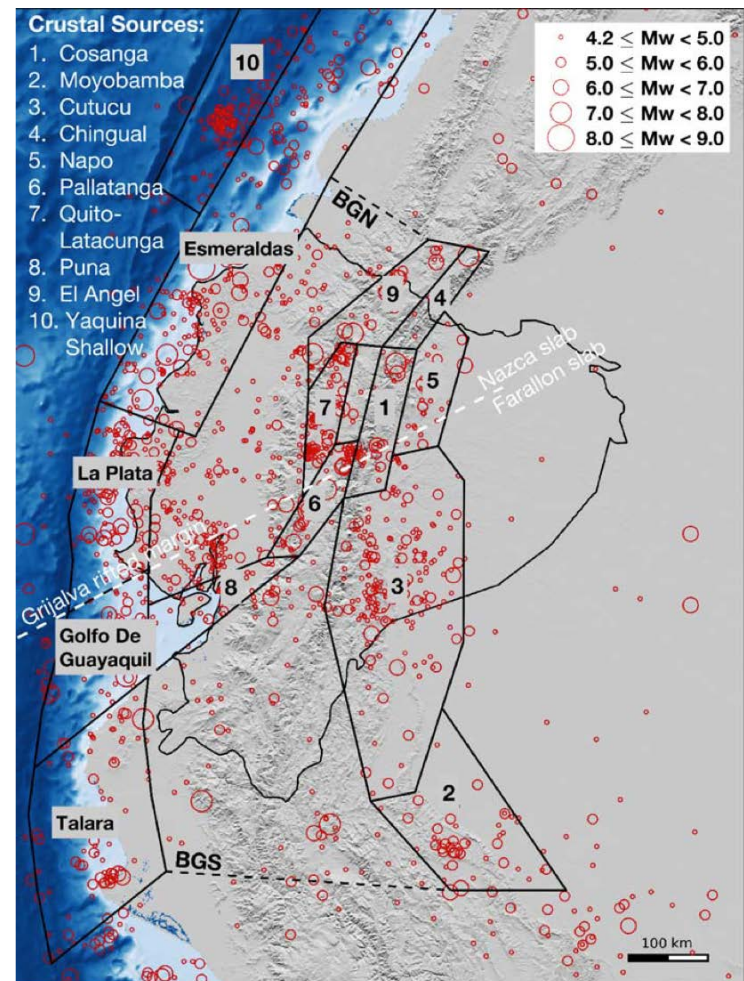 Crustal Sources:
1. Cosanga
2. Moyobamba
3. Cutucu
4. Chingual
5. Napo
6. Pallatanga
7. Quito-
Latacunga
8. Puna
9. El Angel
10. Yaquina
Shallow
4.2 ≤ Mw < 5.0
5.0 ≤ Mw < 6.0
6.0 ≤ Mw < 7.0
7.0 ≤ Mw < 8.0
8.0 ≤ Mw < 9.0
10
BGN
Esmeraldas
9
4
Nazca slab
Farallon slab
5
7
1
La Plata
6
Grijalva rifted margin
8
3
Golfo De
Guayaquil
2
Talara
BGS
100 km